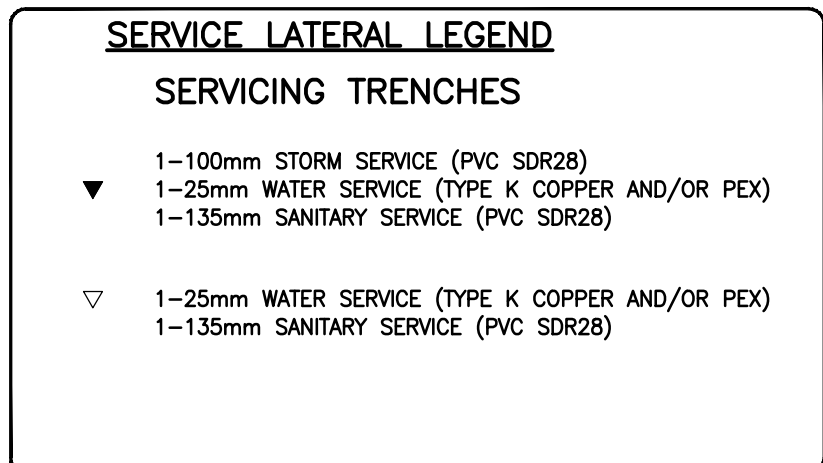 SERVICE LATERAL LEGEND
SERVICING TRENCHES
1-100mm STORM SERVICE (PVC SDR28)
1-25mm WATER SERVICE (TYPE K COPPER AND/OR PEX)
1-135mm SANITARY SERVICE (PVC SDR28)
1-25mm WATER SERVICE (TYPE K COPPER AND/OR PEX)
1-135mm SANITARY SERVICE (PVC SDR28)